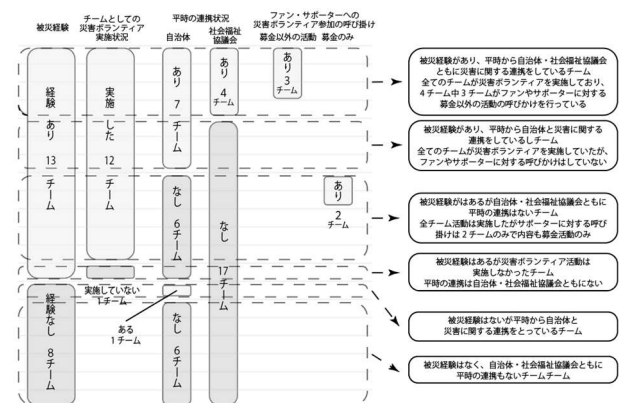 被災経験
チームとしての
災害ボランティア
実施状況
平時の連携状況
自治体
社会福祉
協議会
ファン・サポーターへの
災害ボランティア参加の呼び掛け
募金以外の活動 募金のみ
経験あり 13チーム
実施した 12チーム
あり 7チーム
あり 4チーム
あり 3チーム
なし 6チーム
なし 17チーム
あり
2チーム
実施していない
1チーム
ある
1チーム
経験なし 8チーム
なし 6チーム
被災経験があり、平時から自治体・社会福祉協議会
ともに災害に関する連携をしているチーム
全てのチームが災害ボランティアを実施しており、
4チーム中3チームがファンやサポーターに対する
募金以外の活動の呼びかけを行っている
被災経験があり、平時から自治体と災害に関する
連携をしているしチーム
全てのチームが災害ボランティアを実施していたが、
ファンやサポーターに対する呼びかけはしていない
被災経験がはあるが自治体・社会福祉協議会ともに
平時の連携はないチーム
全チーム活動は実施したがサポーターに対する呼び
掛けは2チームのみで内容も募金活動のみ
被災経験はあるが災害ボランティア活動は
実施しなかったチーム
平時の連携は自治体・社会福祉協議会ともにない
被災経験はないが平時から自治体と
災害に関する連携をとっているチーム
被災経験はなく、自治体・社会福祉協議会ともに
平時の連携もないチームチーム